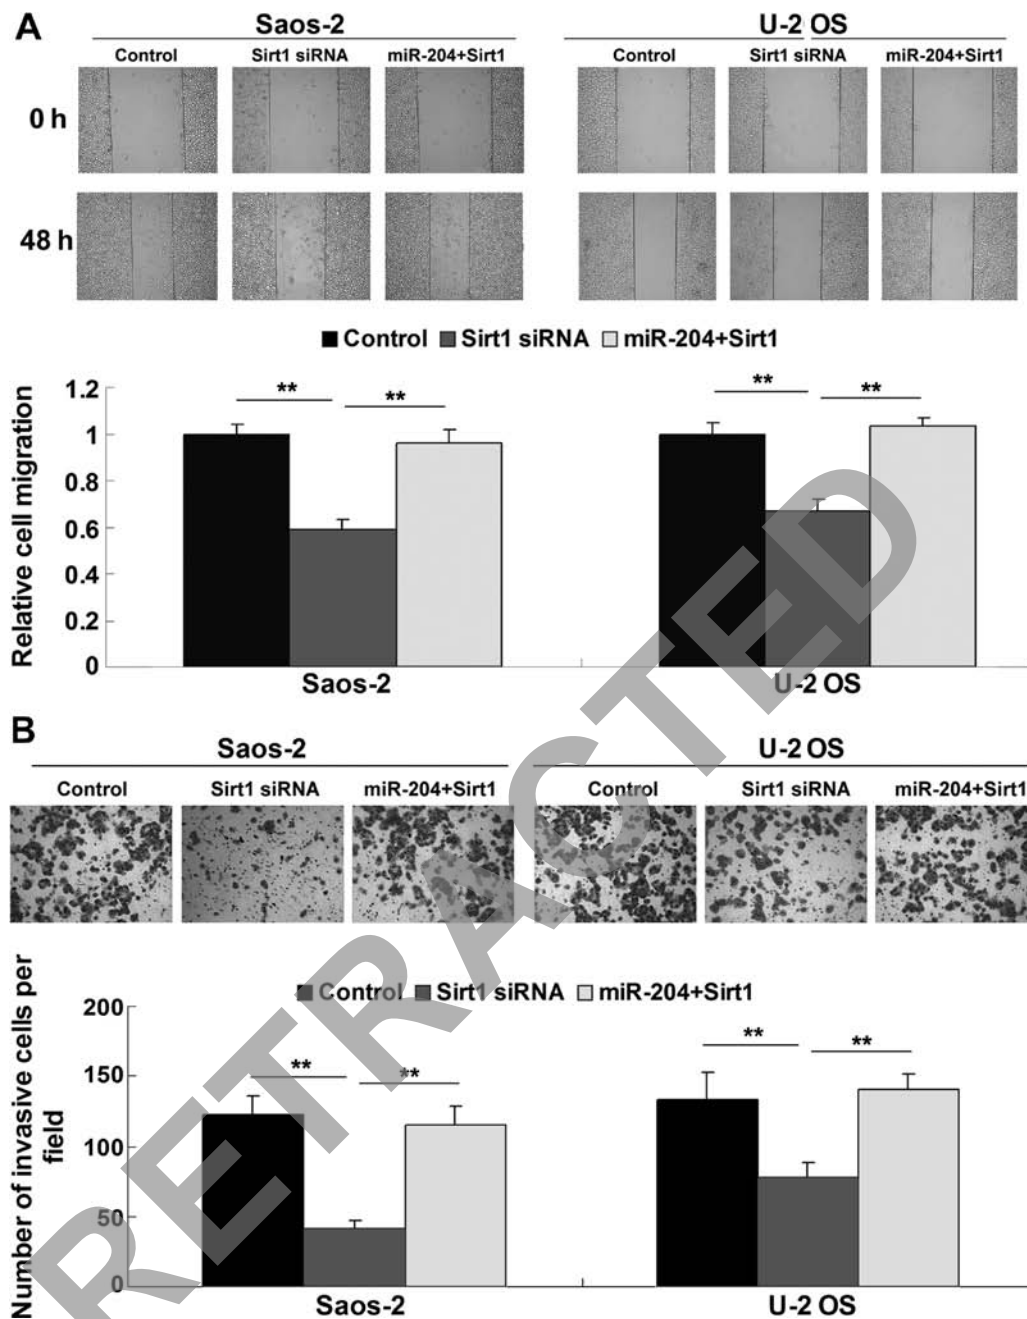 A
Saos-2 U-2 OS
Control Sirt1 siRNA miR-204+Sirt1 Control Sirt1 siRNA miR-204+Sirt1
0 h
48 h
Control Sirt1 siRNA miR-204+Sirt1
Relative cell migration
1.2
1
0.8
0.6
0.4
0.2
0
** ** ** **
Saos-2 U-2 OS
B
Saos-2 U-2 OS
Control Sirt1 siRNA miR-204+Sirt1 Control Sirt1 siRNA miR-204+Sirt1
Control Sirt1 siRNA miR-204+Sirt1
Number of invasive cells per
field
200
150
100
50
0
** ** ** **
Saos-2 U-2 OS
RETRACTED